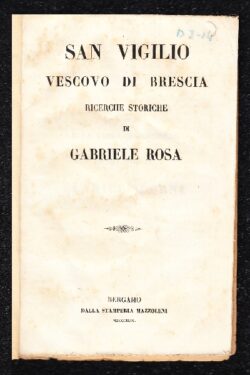 SAN VIGILIO
VESCOVO DI BRESCIA
RICERCHE STORICHE
DI
GABRIELE ROSA
BERGAMO
DALLA STAMPERIA MAZZOLENI